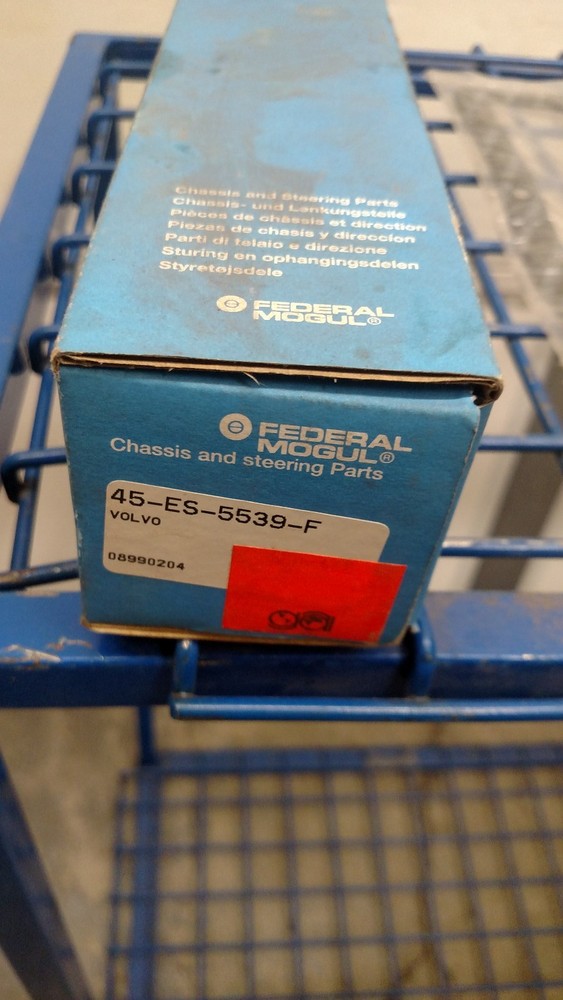 Chassis and Steering Parts
Chassis- und Lenkungsteile
Pièces de châssis et direction
Piezas de chasis y direccion
Parti di telaio e direzione
Sturing en ophangingsdelen
Styretøjsdele
FEDERAL
MOGUL®
FEDERAL
MOGUL®
Chassis and steering Parts
45-ES-5539-F
VOLVO
08990204